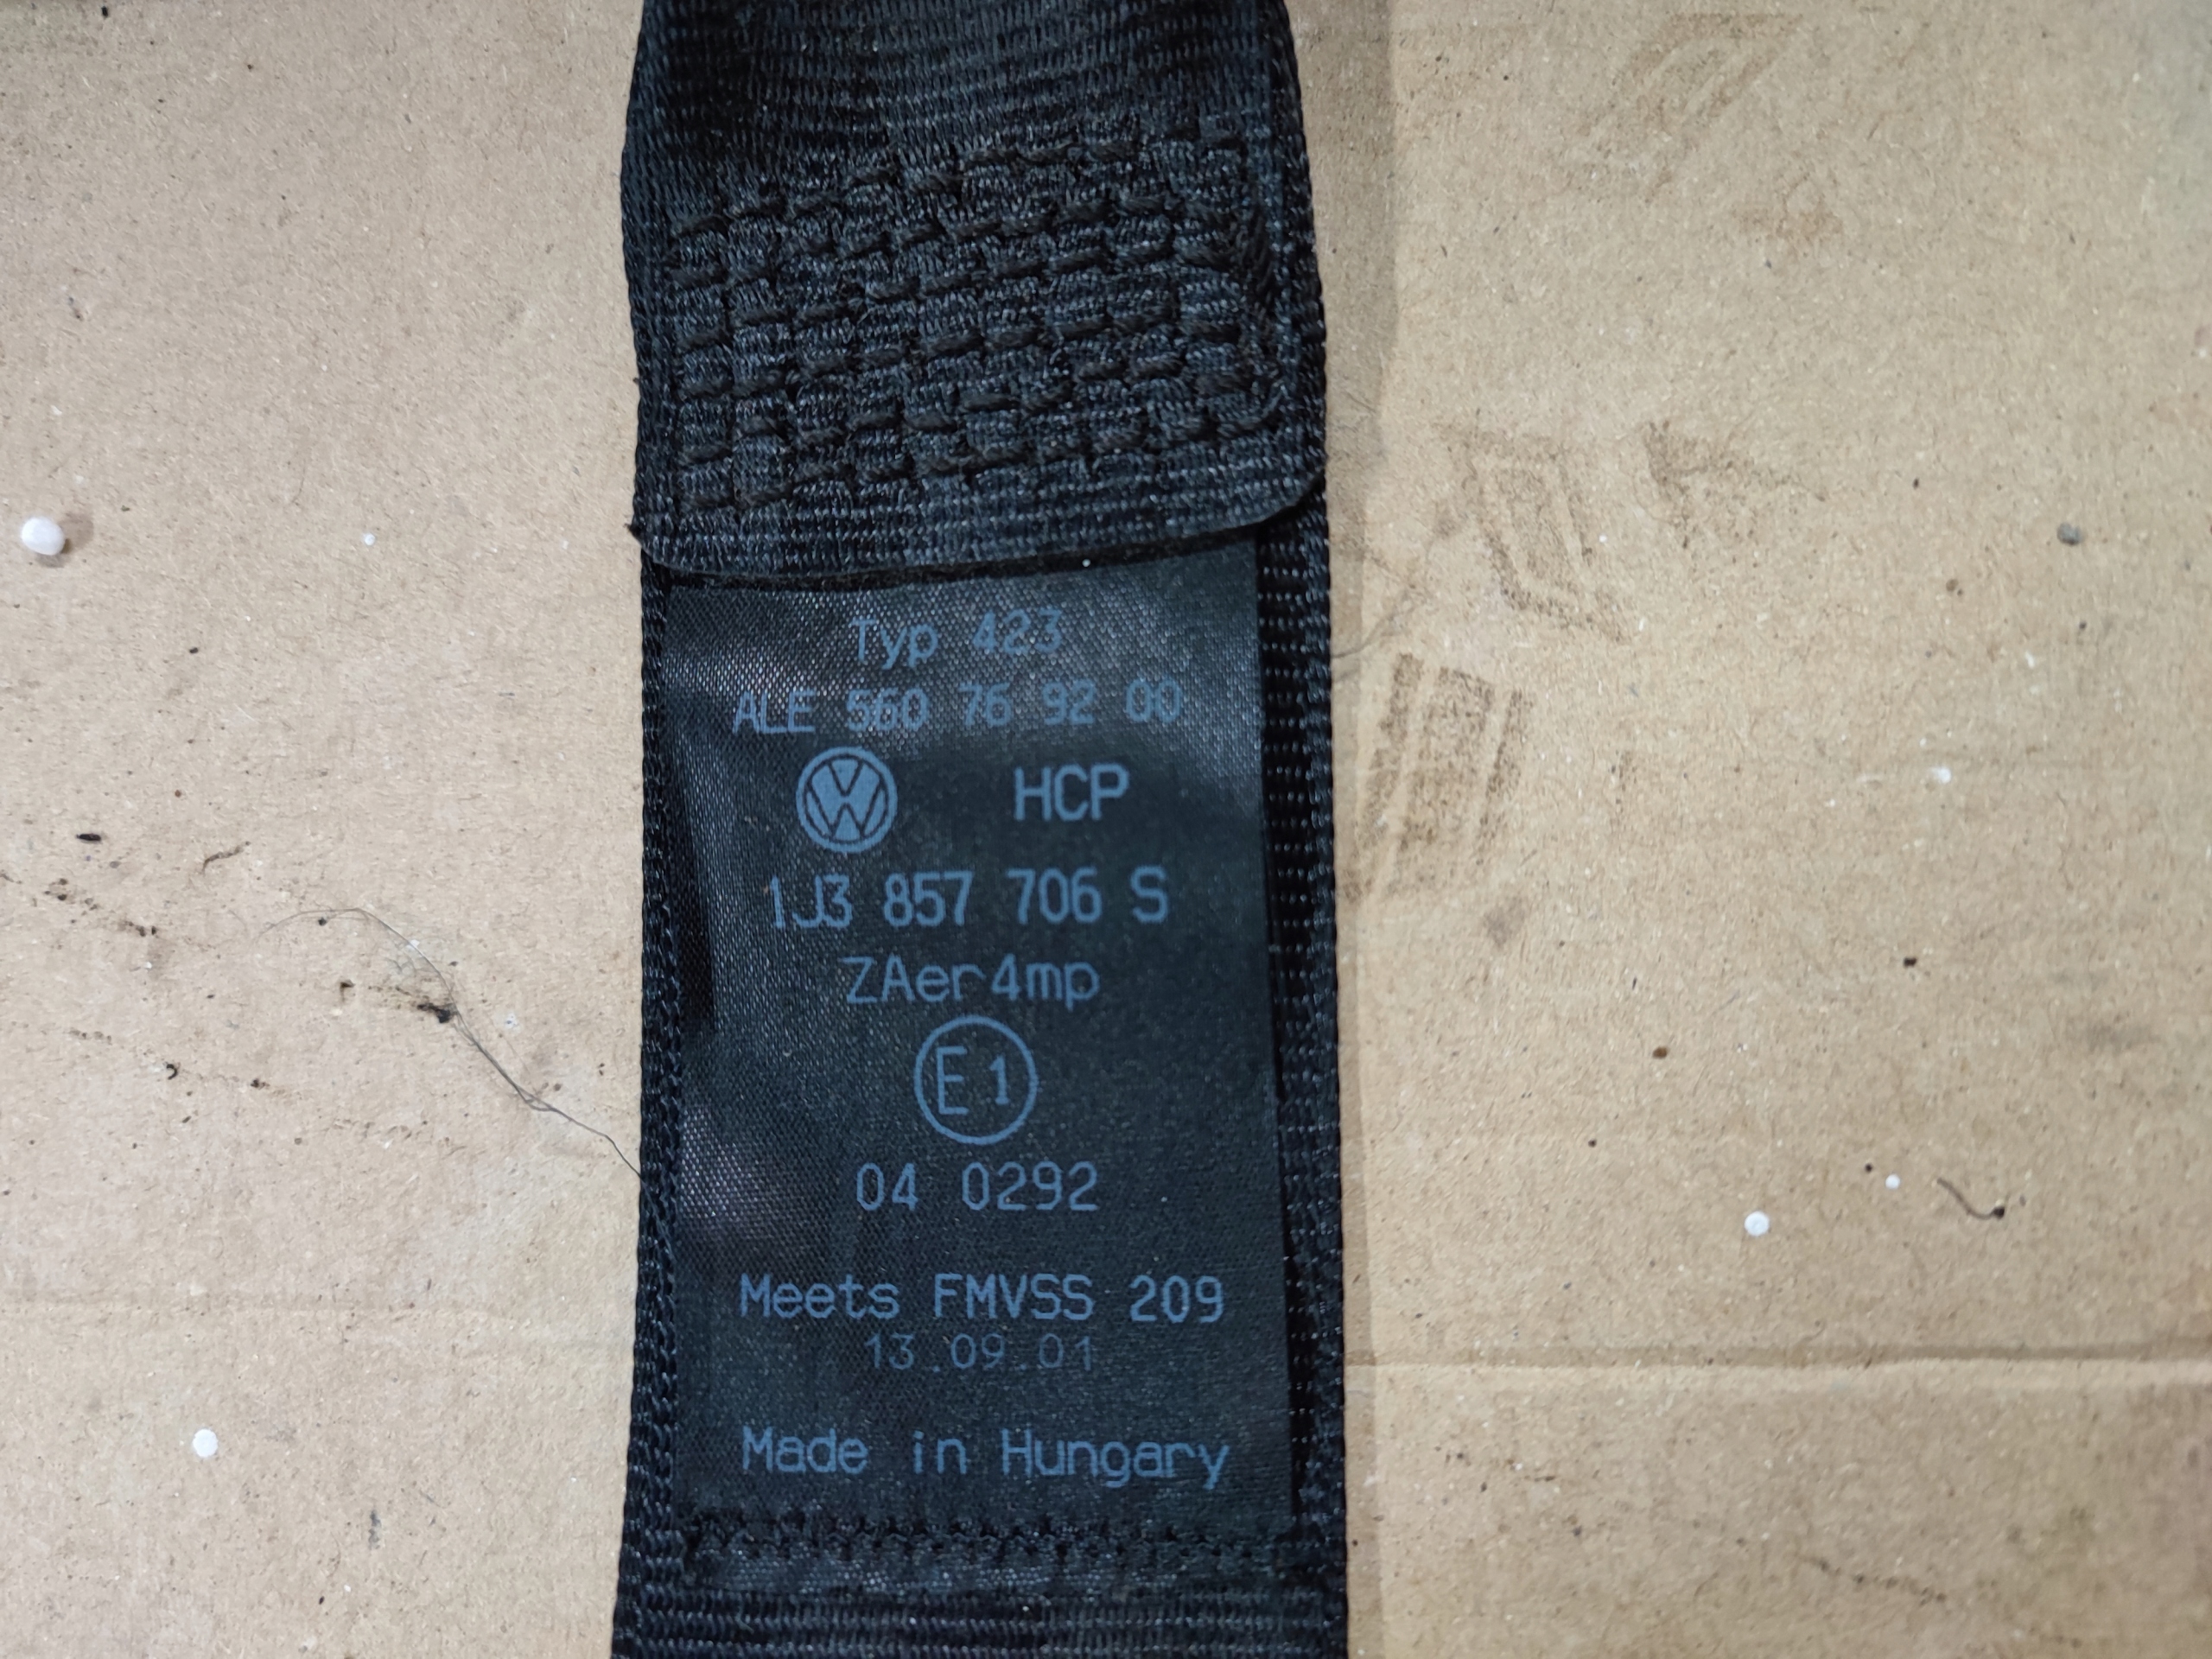 Typ 423
ALE 560 76 92 00
VW HCP
1J3 857 706 S
ZAer4mp
E1
04 0292
Meets FMVSS 209
13.09.01
Made in Hungary